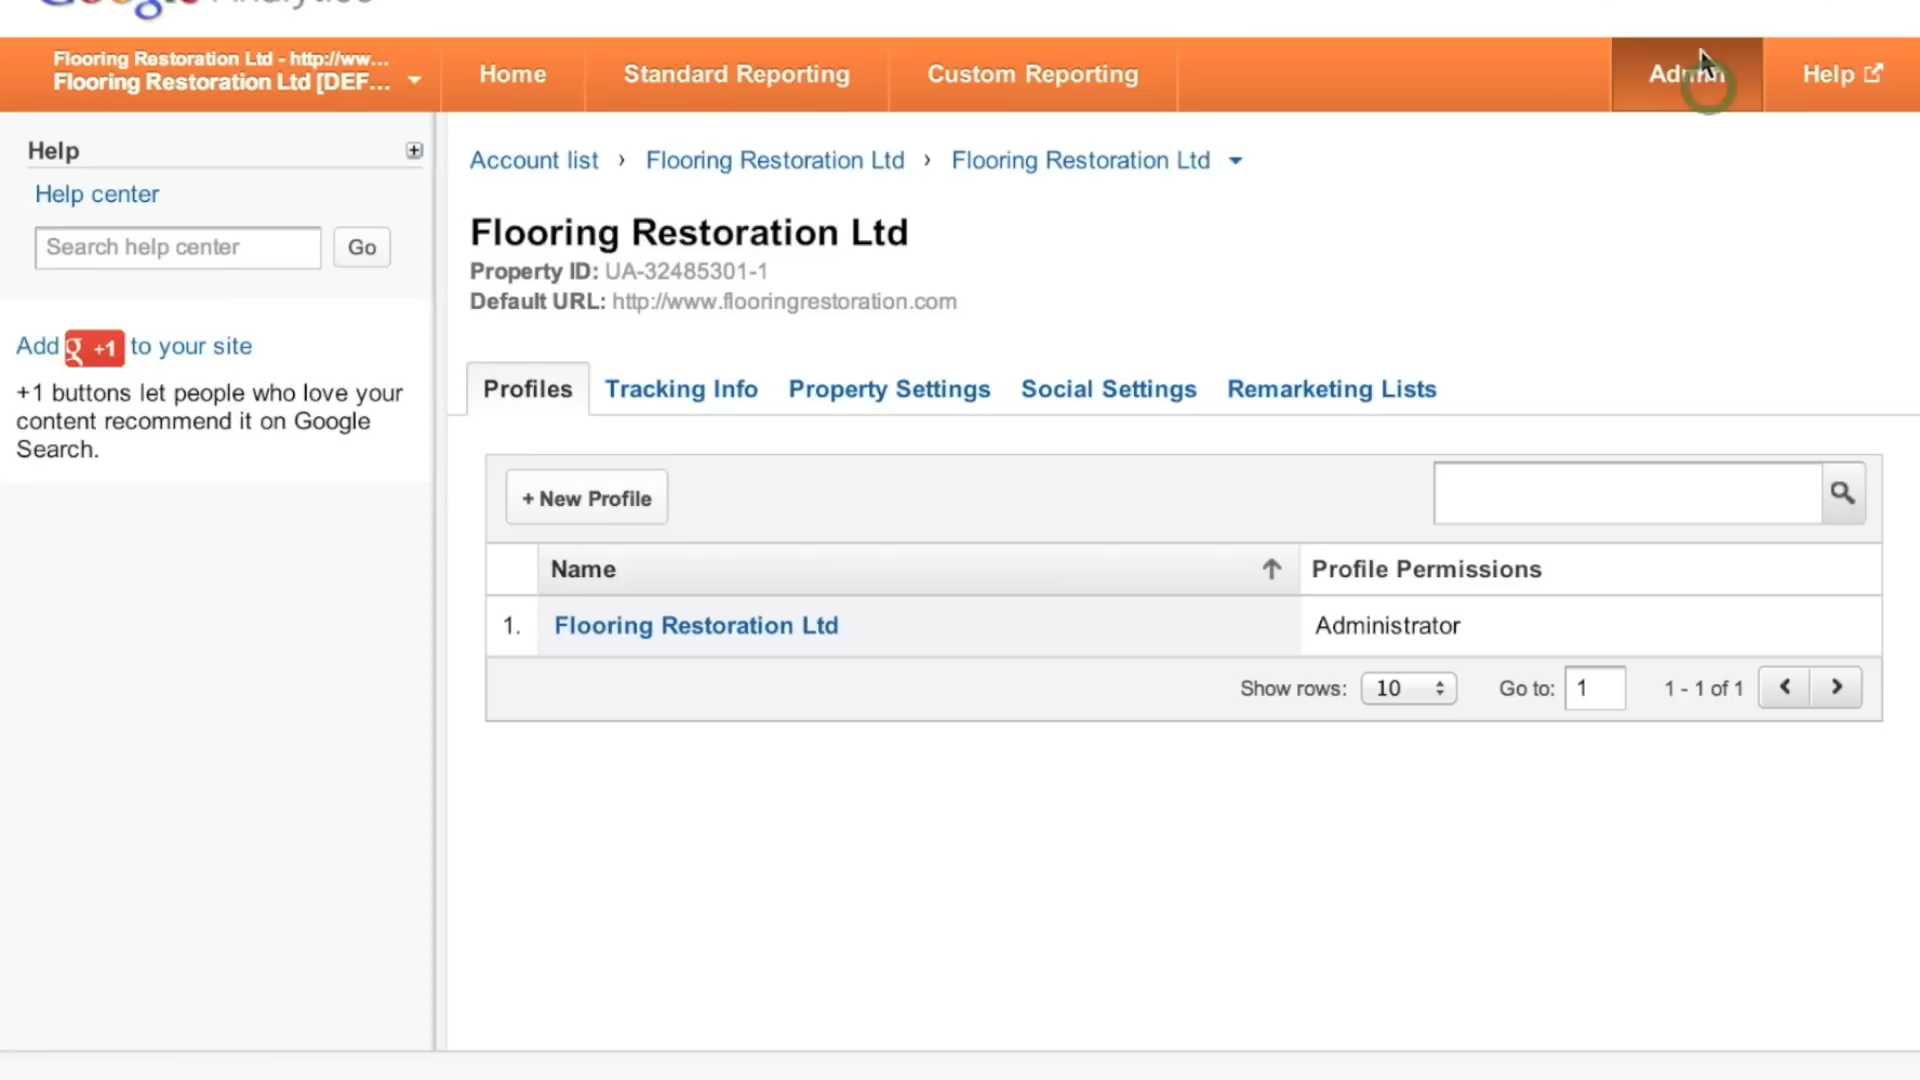 Google Analytics
Flooring Restoration Ltd - http://ww...
Flooring Restoration Ltd [DEF...
Home
Standard Reporting
Custom Reporting
Admin
Help
Help
Help center
Search help center
Go
Add g +1 to your site
+1 buttons let people who love your
content recommend it on Google
Search.
Account list › Flooring Restoration Ltd › Flooring Restoration Ltd
Flooring Restoration Ltd
Property ID: UA-32485301-1
Default URL: http://www.flooringrestoration.com
Profiles
Tracking Info
Property Settings
Social Settings
Remarketing Lists
+ New Profile
Name
Profile Permissions
1. Flooring Restoration Ltd
Administrator
Show rows: 10
Go to: 1
1 - 1 of 1